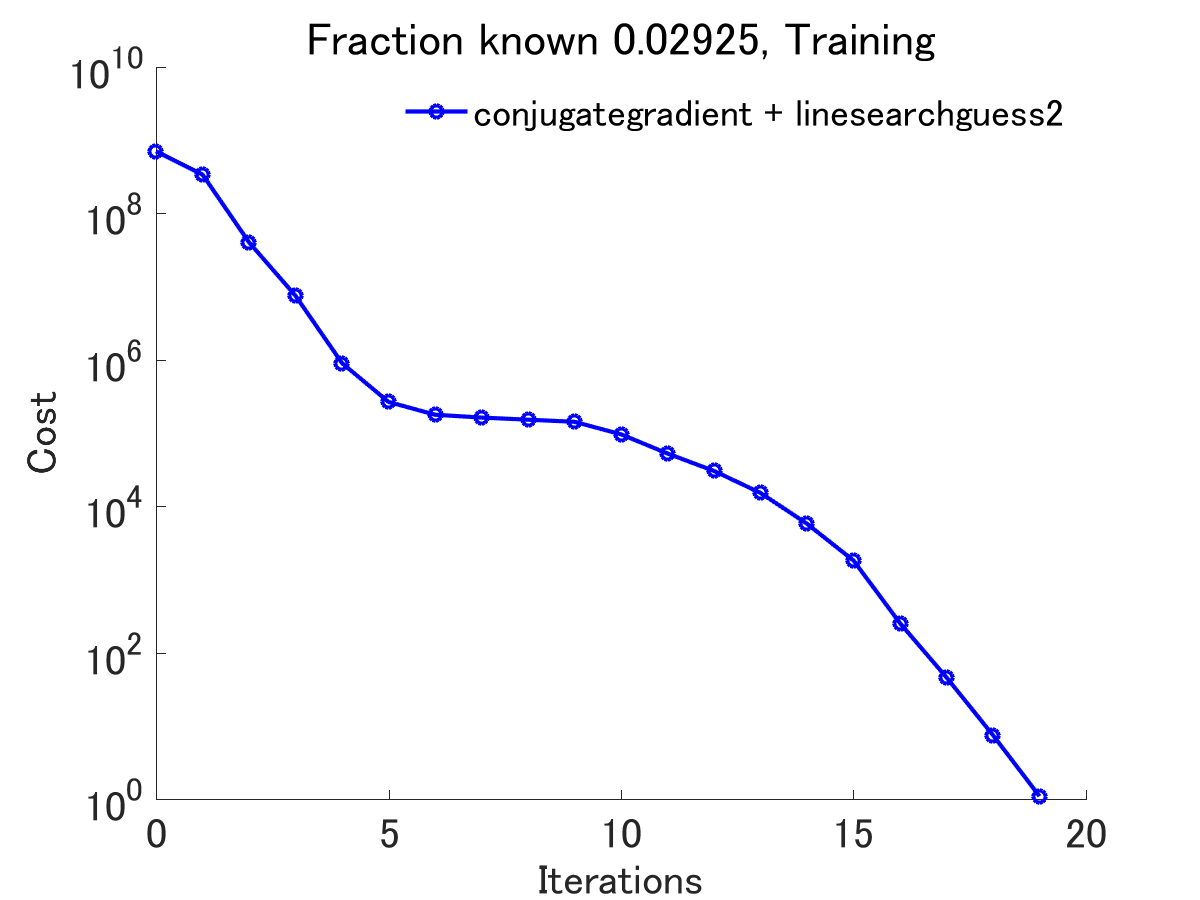 Fraction known 0.02925, Training
conjugategradient + linesearchguess2
Cost
10^10
10^8
10^6
10^4
10^2
10^0
0 5 10 15 20
Iterations